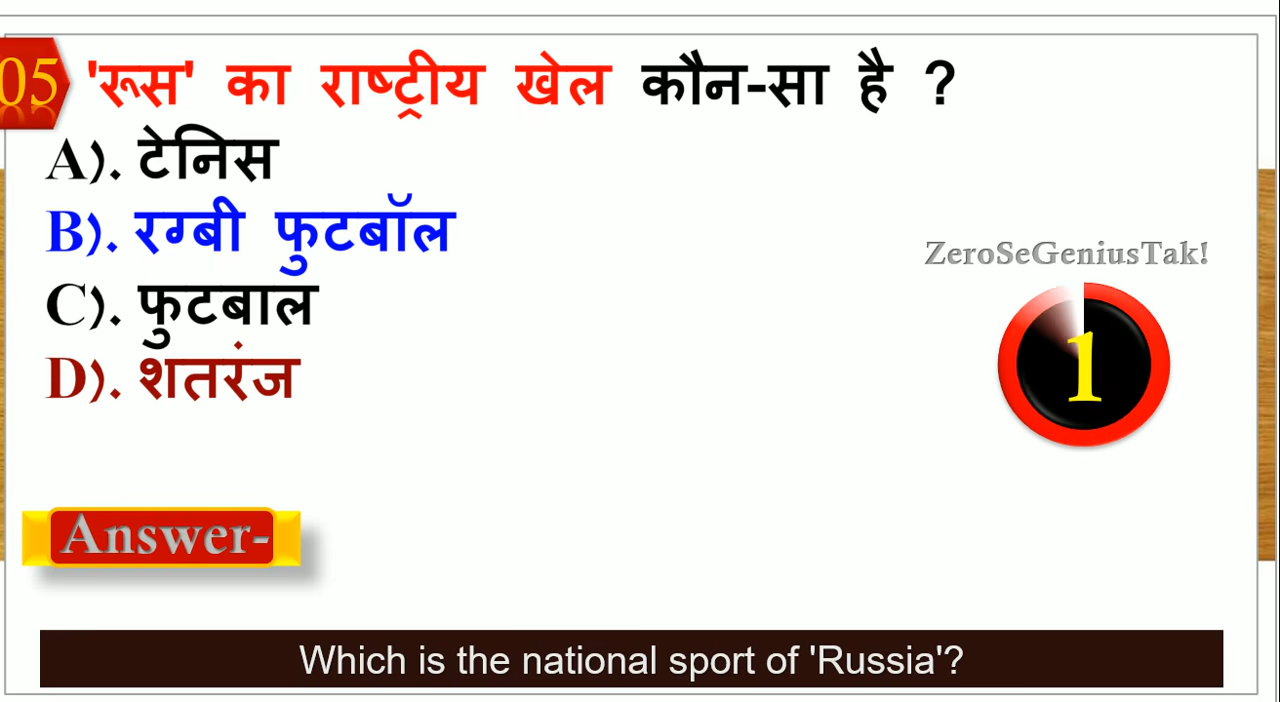 05 'रूस' का राष्ट्रीय खेल कौन-सा है ?
A). टेनिस
B). रग्बी फुटबॉल
C). फुटबाल
D). शतरंज
ZeroSeGeniusTak!
1
Answer-
Which is the national sport of 'Russia'?